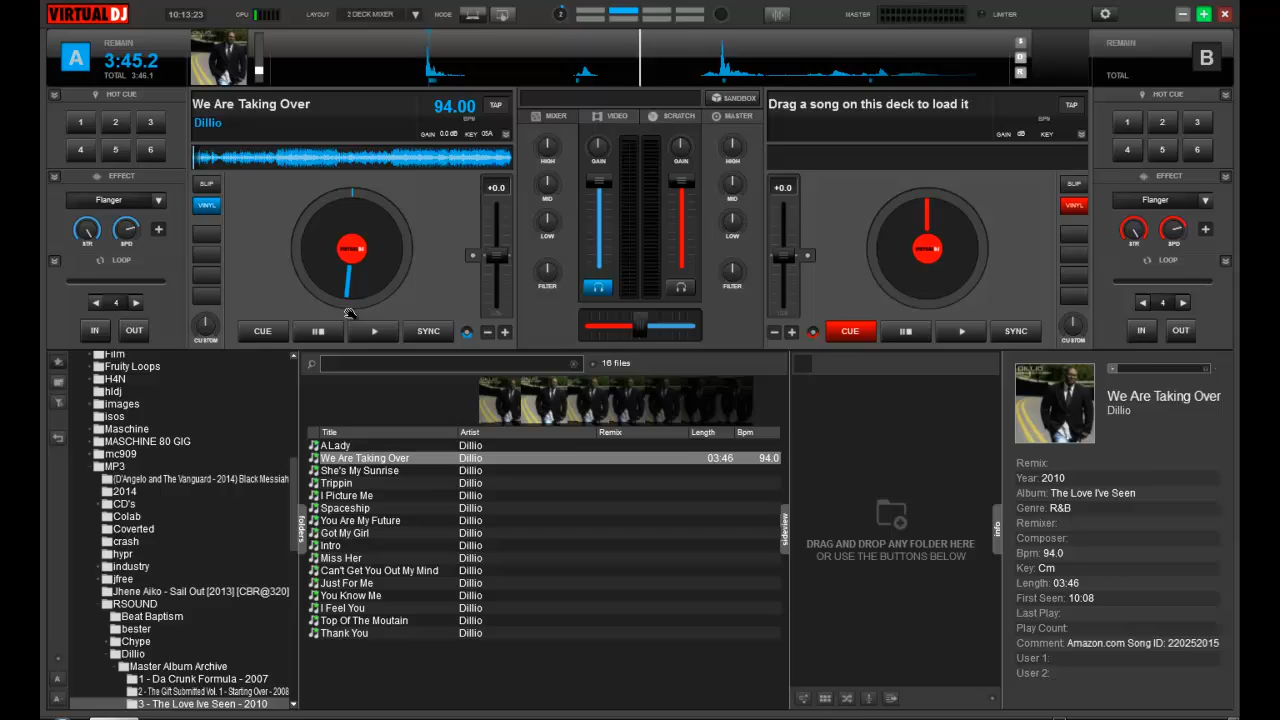 VIRTUAL DJ 10:13:23 CPU LAYOUT 2 DECK MIXER NODE 2 MASTER LIMITER
A REMAIN 3:45.2 TOTAL 3:46.1
S
D
R
REMAIN TOTAL B
HOT CUE
1 2 3
4 5 6
EFFECT
Flanger
STR SPD
LOOP
4
IN OUT
We Are Taking Over 94.00 BPM TAP
Dillio
GAIN 0.0 dB KEY 05A
SLIP
VINYL
+0.0
CUSTOM
CUE SYNC
SANDBOX
MIXER VIDEO SCRATCH MASTER
HIGH GAIN GAIN HIGH
MID MID
LOW LOW
FILTER FILTER
Drag a song on this deck to load it BPM TAP
GAIN dB KEY
+0.0
SLIP
VINYL
CUSTOM
CUE SYNC
HOT CUE
1 2 3
4 5 6
EFFECT
Flanger
STR SPD
LOOP
4
IN OUT
Film
Fruity Loops
H4N
hldj
images
isos
Maschine
MASCHINE 80 GIG
mc909
MP3
(D'Angelo and The Vanguard - 2014) Black Messiah
2014
CD's
Colab
Coverted
crash
hypr
industry
jfree
Jhene Aiko - Sail Out [2013] [CBR@320]
RSOUND
Beat Baptism
bester
Chype
Dillio
Master Album Archive
1 - Da Crunk Formula - 2007
2 - The Gift Submitted Vol. 1 - Starting Over - 2008
3 - The Love Ive Seen - 2010
folders
16 files
Title Artist Remix Length Bpm
A Lady Dillio
We Are Taking Over Dillio 03:46 94.0
She's My Sunrise Dillio
Trippin Dillio
I Picture Me Dillio
Spaceship Dillio
You Are My Future Dillio
Got My Girl Dillio
Intro Dillio
Miss Her Dillio
Can't Get You Out My Mind Dillio
Just For Me Dillio
You Know Me Dillio
I Feel You Dillio
Top Of The Moutain Dillio
Thank You Dillio
sideview
DRAG AND DROP ANY FOLDER HERE
OR USE THE BUTTONS BELOW
info
We Are Taking Over
Dillio
Remix:
Year: 2010
Album: The Love I've Seen
Genre: R&B
Remixer:
Composer:
Bpm: 94.0
Key: Cm
Length: 03:46
First Seen: 10:08
Last Play:
Play Count:
Comment: Amazon.com Song ID: 220252015
User 1:
User 2: